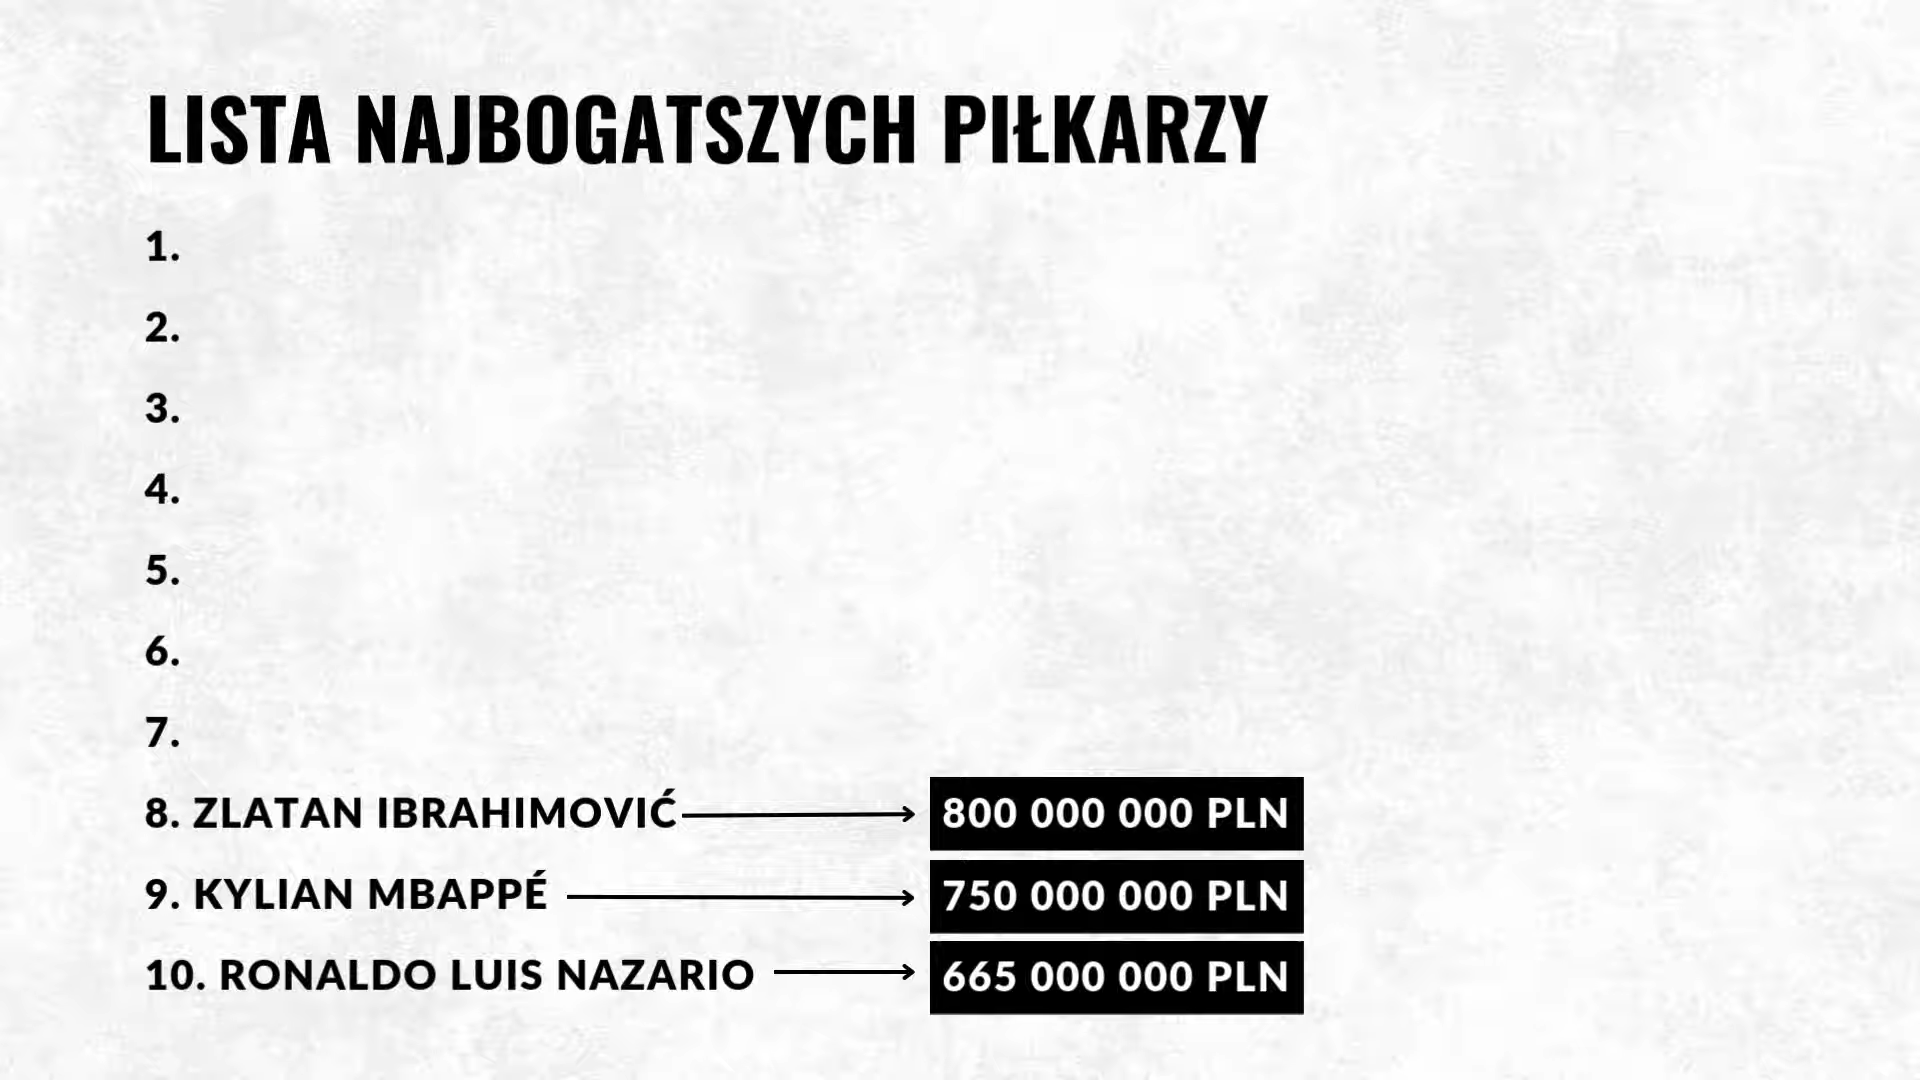 LISTA NAJBOGATSZYCH PIŁKARZY
1.
2.
3.
4.
5.
6.
7.
8. ZLATAN IBRAHIMOVIĆ 800 000 000 PLN
9. KYLIAN MBAPPÉ 750 000 000 PLN
10. RONALDO LUIS NAZARIO 665 000 000 PLN